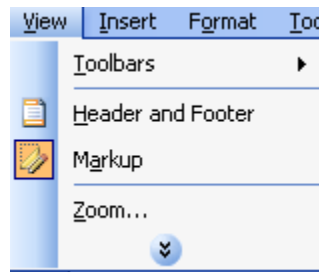 View Insert Format
Toolbars
Header and Footer
Markup
Zoom...